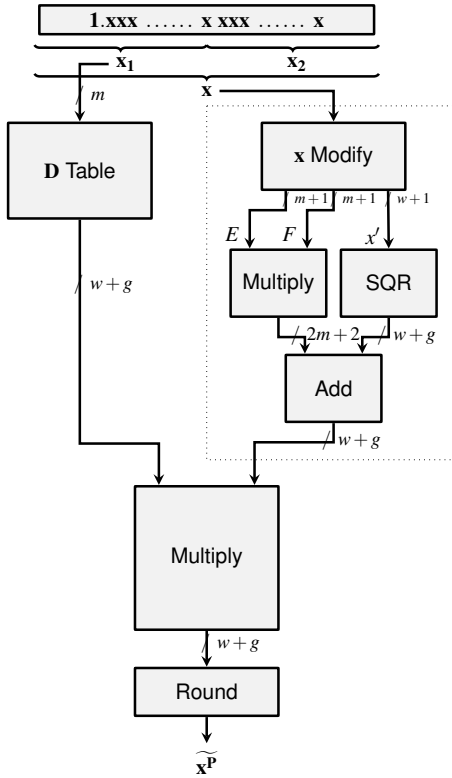 1.xxx ...... x xxx ...... x
x₁ x₂
x
m
D Table
x Modify
m+1 m+1 w+1
E F x′
w+g
Multiply SQR
2m+2 w+g
Add
w+g
Multiply
w+g
Round
x̃ᴾ